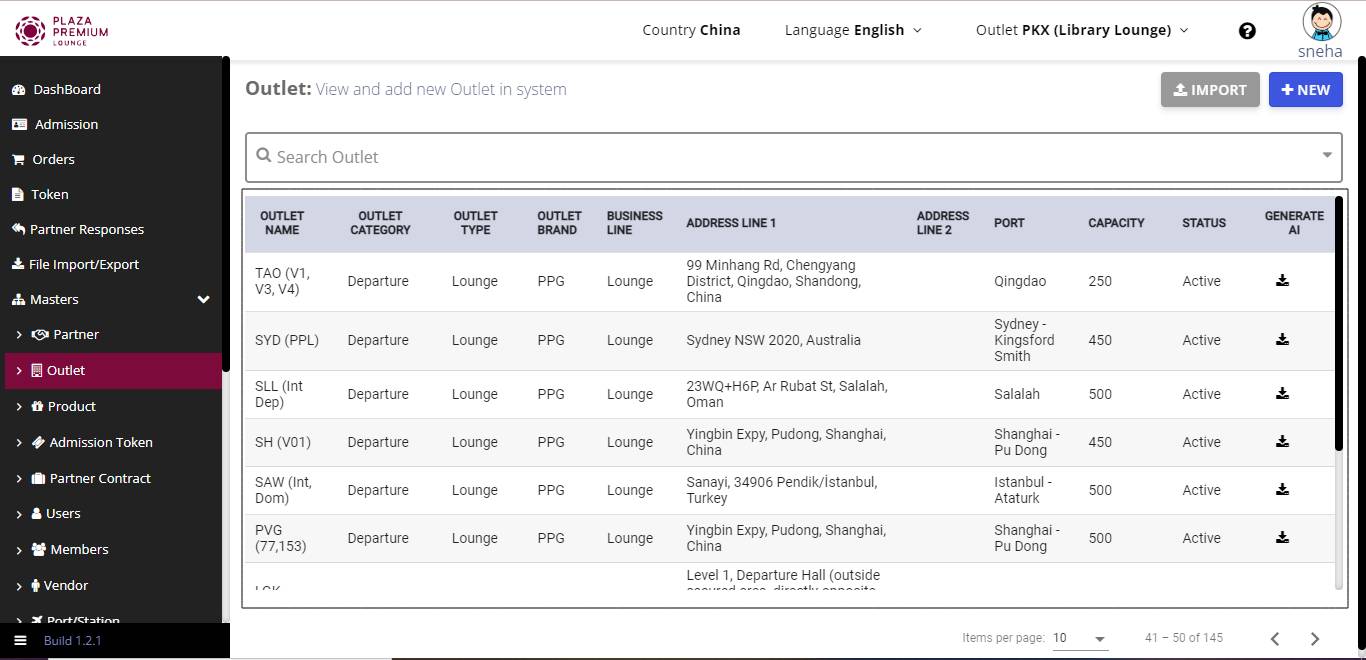 PLAZA
PREMIUM
LOUNGE
Country China
Language English
Outlet PKX (Library Lounge)
?
sneha
DashBoard
Admission
Orders
Token
Partner Responses
File Import/Export
Masters
Partner
Outlet
Product
Admission Token
Partner Contract
Users
Members
Vendor
Port/Station
Build 1.2.1
Outlet: View and add new Outlet in system
IMPORT
+ NEW
Search Outlet
OUTLET NAME OUTLET CATEGORY OUTLET TYPE OUTLET BRAND BUSINESS LINE ADDRESS LINE 1 ADDRESS LINE 2 PORT CAPACITY STATUS GENERATE AI
TAO (V1, V3, V4) Departure Lounge PPG Lounge 99 Minhang Rd, Chengyang District, Qingdao, Shandong, China Qingdao 250 Active
SYD (PPL) Departure Lounge PPG Lounge Sydney NSW 2020, Australia Sydney - Kingsford Smith 450 Active
SLL (Int Dep) Departure Lounge PPG Lounge 23WQ+H6P, Ar Rubat St, Salalah, Oman Salalah 500 Active
SH (V01) Departure Lounge PPG Lounge Yingbin Expy, Pudong, Shanghai, China Shanghai - Pu Dong 450 Active
SAW (Int, Dom) Departure Lounge PPG Lounge Sanayi, 34906 Pendik/İstanbul, Turkey Istanbul - Ataturk 500 Active
PVG (77,153) Departure Lounge PPG Lounge Yingbin Expy, Pudong, Shanghai, China Shanghai - Pu Dong 500 Active
Level 1, Departure Hall (outside
Items per page: 10 41 – 50 of 145